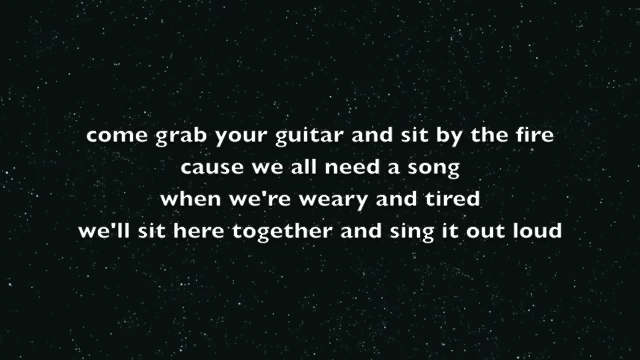 come grab your guitar and sit by the fire
cause we all need a song
when we're weary and tired
we'll sit here together and sing it out loud